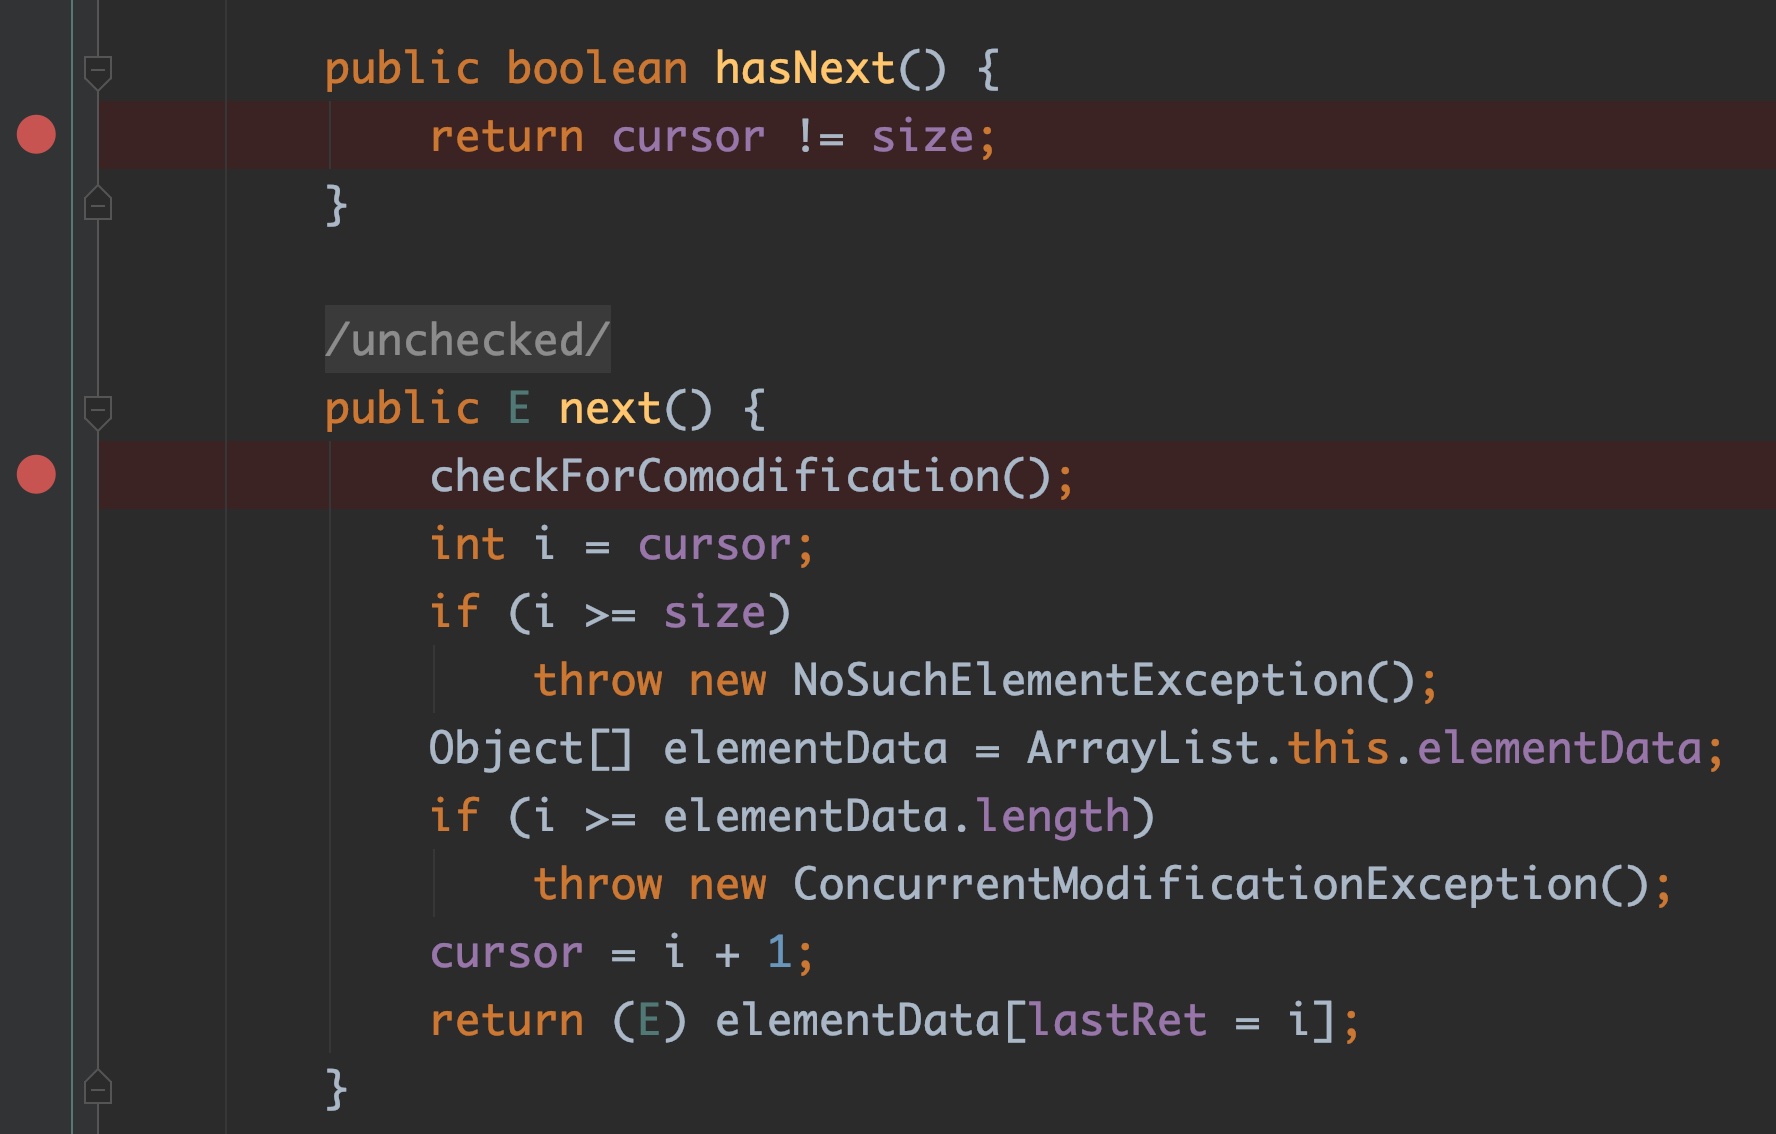 public boolean hasNext() {
return cursor != size;
}
/unchecked/
public E next() {
checkForComodification();
int i = cursor;
if (i >= size)
throw new NoSuchElementException();
Object[] elementData = ArrayList.this.elementData;
if (i >= elementData.length)
throw new ConcurrentModificationException();
cursor = i + 1;
return (E) elementData[lastRet = i];
}